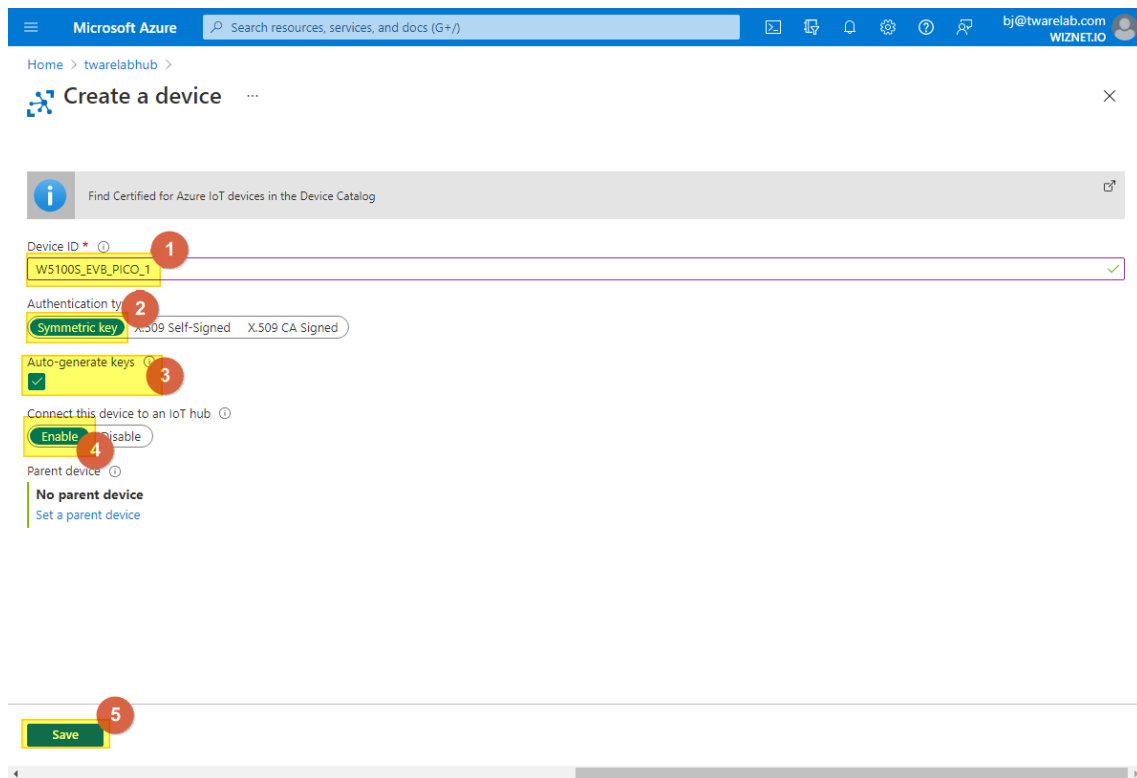 Microsoft Azure
Search resources, services, and docs (G+/)
bj@twarelab.com
WIZNET.IO
Home > twarelabhub >
Create a device ...
Find Certified for Azure IoT devices in the Device Catalog
Device ID *
1
W5100S_EVB_PICO_1
2
Authentication ty
Symmetric key X.509 Self-Signed X.509 CA Signed
Auto-generate keys
3
Connect this device to an IoT hub
Enable Disable
4
Parent device
No parent device
Set a parent device
5
Save